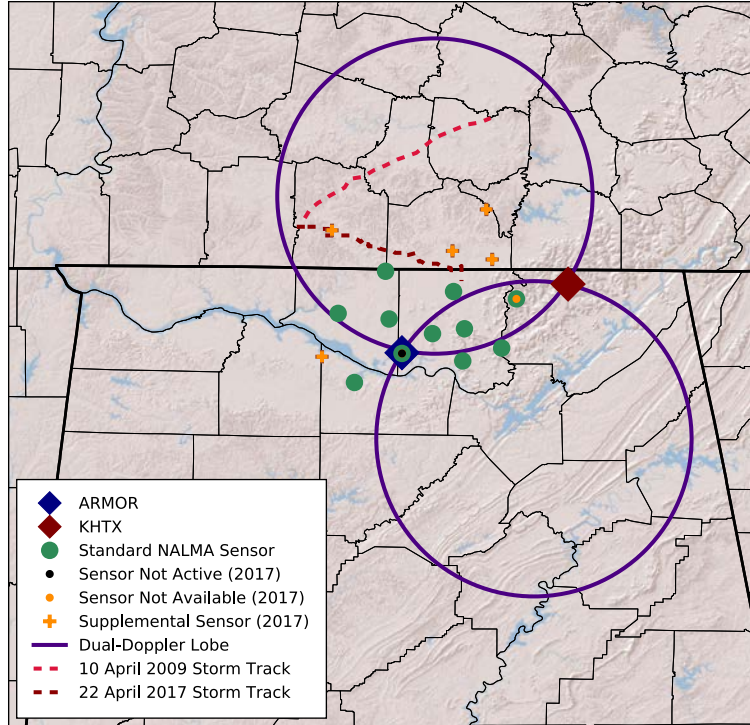 ARMOR
KHTX
Standard NALMA Sensor
Sensor Not Active (2017)
Sensor Not Available (2017)
Supplemental Sensor (2017)
Dual-Doppler Lobe
10 April 2009 Storm Track
22 April 2017 Storm Track